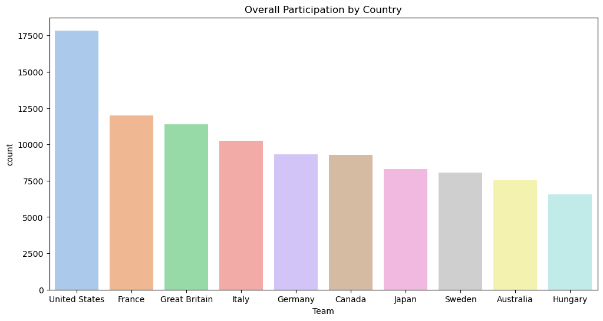 Overall Participation by Country
17500
15000
12500
10000
7500
5000
2500
0
count
United States France Great Britain Italy Germany Canada Japan Sweden Australia Hungary
Team